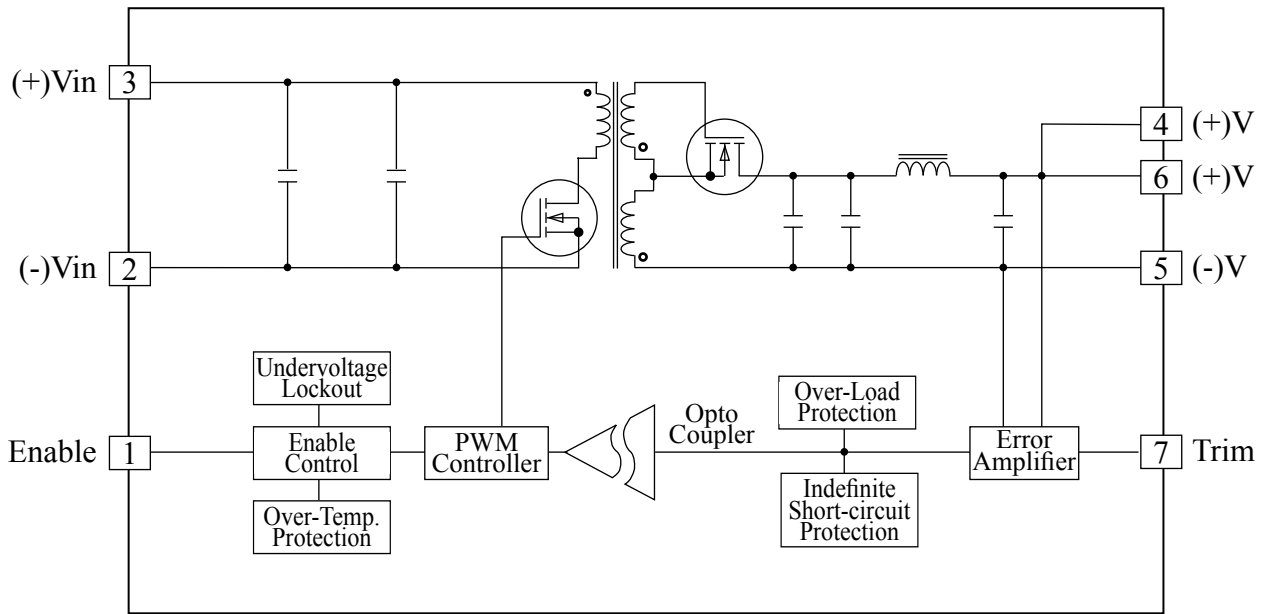 (+)Vin
3
4
(+)V
6
(+)V
(-)Vin
2
5
(-)V
Undervoltage
Lockout
Over-Load
Protection
Opto
Coupler
Enable
1
Enable
Control
PWM
Controller
Error
Amplifier
7
Trim
Over-Temp.
Protection
Indefinite
Short-circuit
Protection